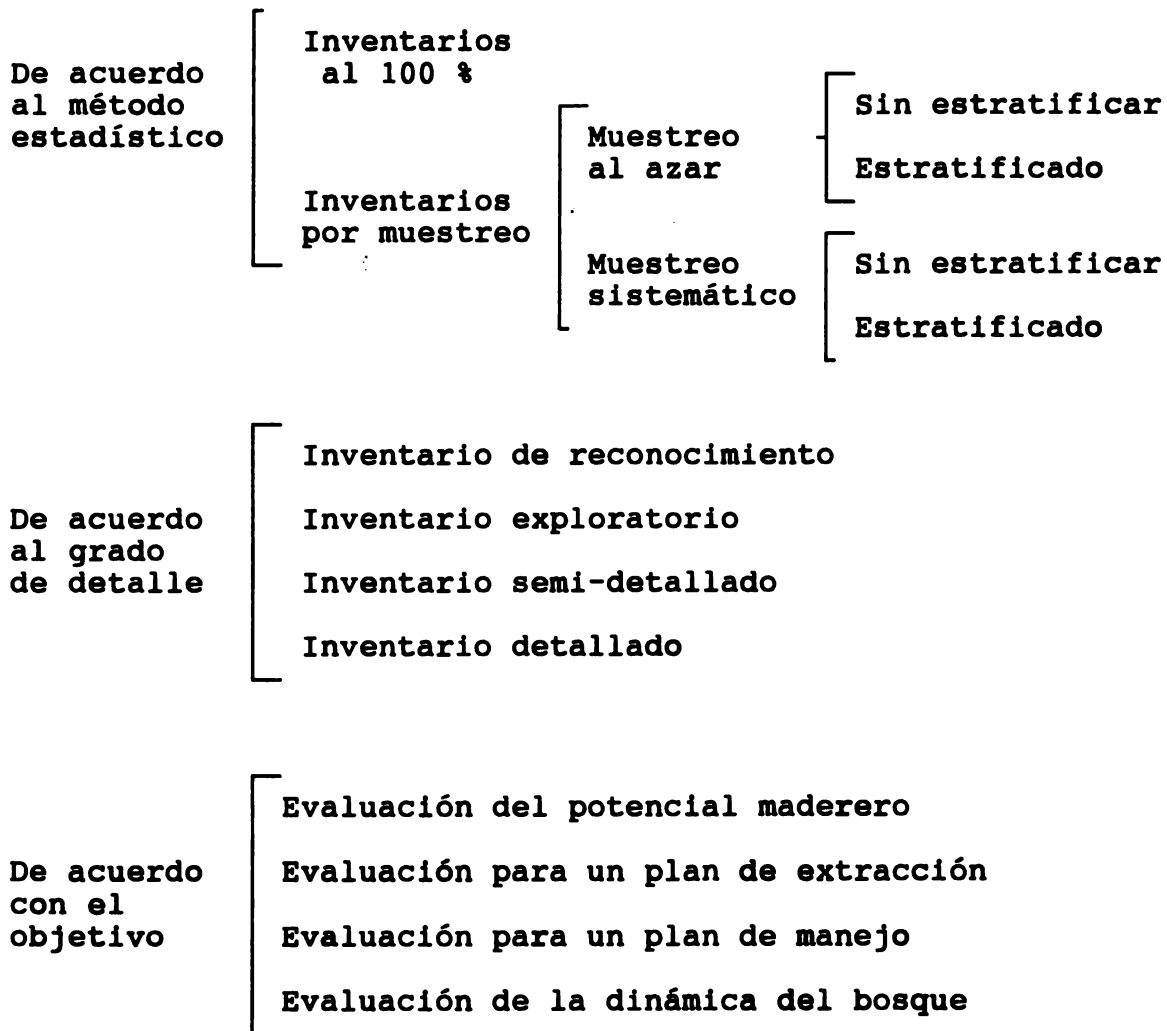 De acuerdo
al método
estadístico
Inventarios
al 100 %
Inventarios
por muestreo
Muestreo
al azar
Sin estratificar
Estratificado
Muestreo
sistemático
Sin estratificar
Estratificado
De acuerdo
al grado
de detalle
Inventario de reconocimiento
Inventario exploratorio
Inventario semi-detallado
Inventario detallado
De acuerdo
con el
objetivo
Evaluación del potencial maderero
Evaluación para un plan de extracción
Evaluación para un plan de manejo
Evaluación de la dinámica del bosque